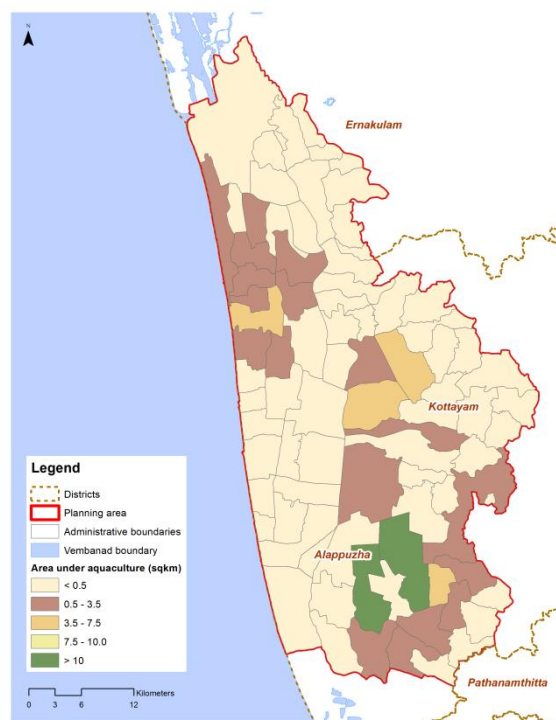 N
Ernakulam
Kottayam
Alappuzha
Pathanamthitta
Legend
Districts
Planning area
Administrative boundaries
Vembanad boundary
Area under aquaculture (sqkm)
< 0.5
0.5 - 3.5
3.5 - 7.5
7.5 - 10.0
> 10
0 3 6 12 Kilometers